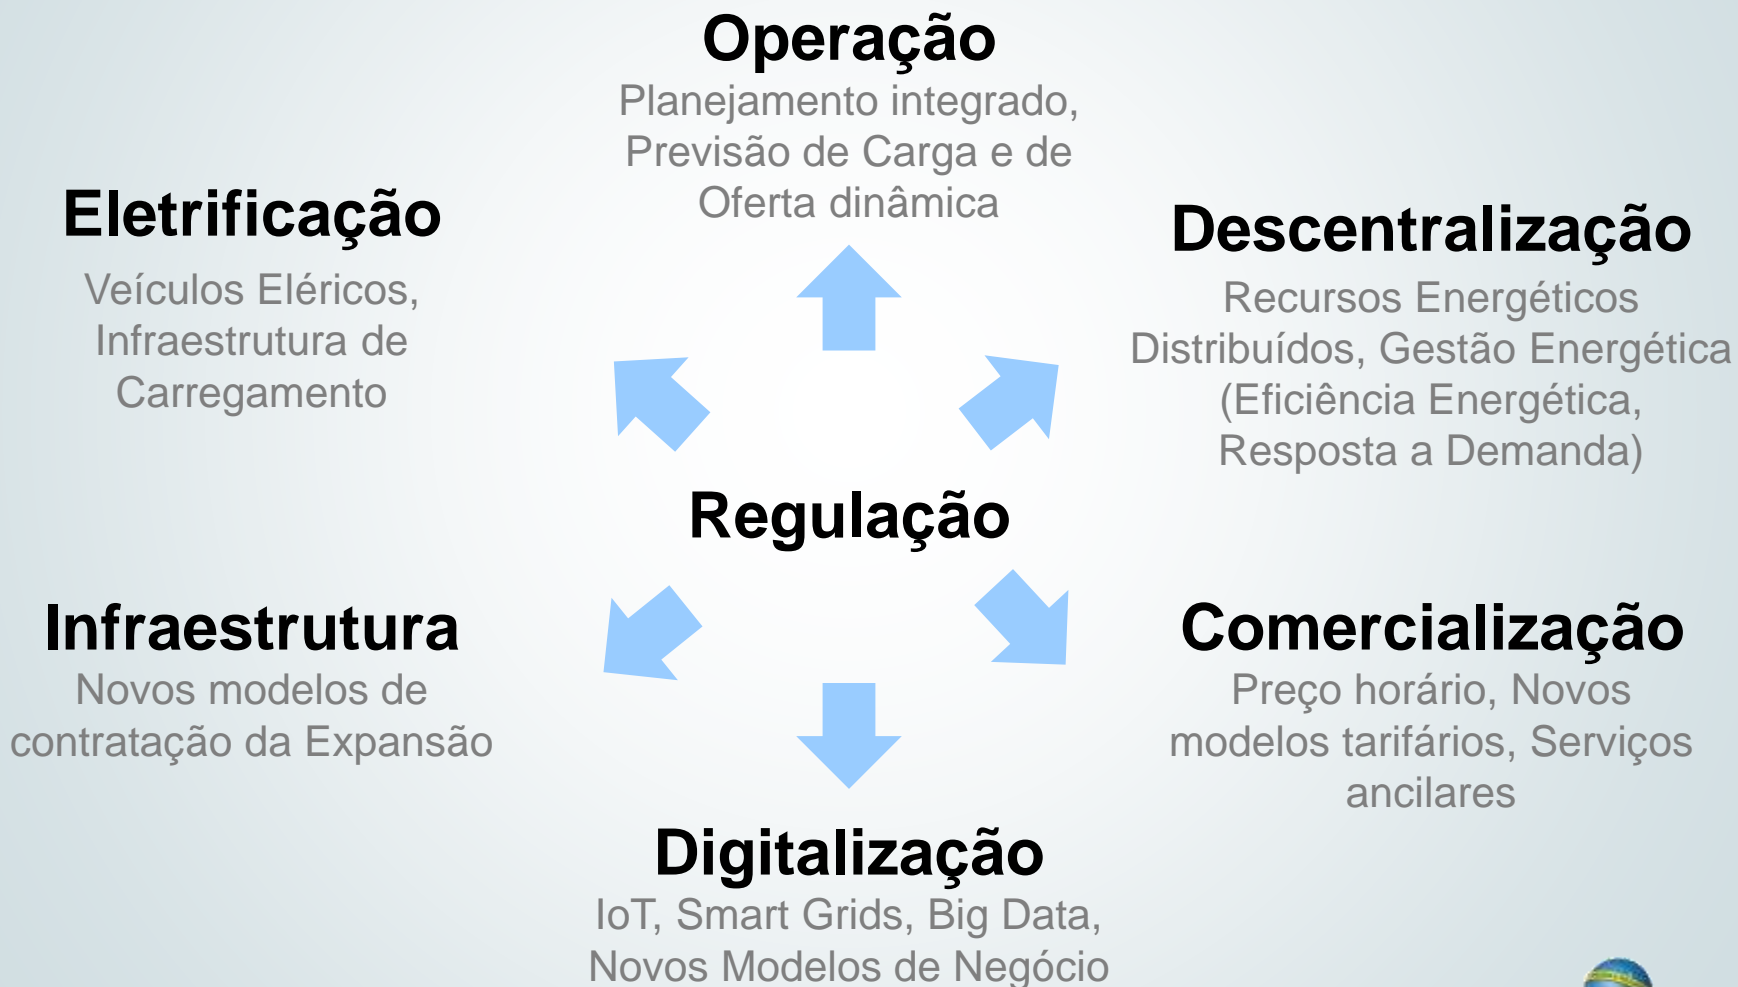 Operação
Planejamento integrado,
Previsão de Carga e de
Oferta dinâmica
Eletrificação
Veículos Eléricos,
Infraestrutura de
Carregamento
Descentralização
Recursos Energéticos
Distribuídos, Gestão Energética
(Eficiência Energética,
Resposta a Demanda)
Regulação
Infraestrutura
Novos modelos de
contratação da Expansão
Comercialização
Preço horário, Novos
modelos tarifários, Serviços
ancilares
Digitalização
IoT, Smart Grids, Big Data,
Novos Modelos de Negócio